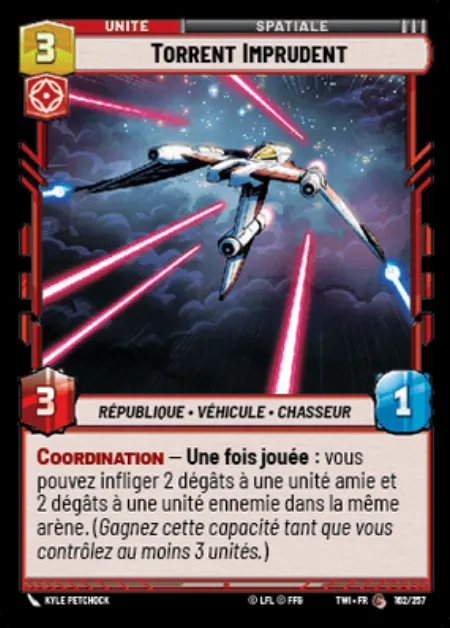 UNITÉ
SPATIALE
3
TORRENT IMPRUDENT
3
RÉPUBLIQUE • VÉHICULE • CHASSEUR
1
COORDINATION – Une fois jouée : vous
pouvez infliger 2 dégâts à une unité amie et
2 dégâts à une unité ennemie dans la même
arène. (Gagnez cette capacité tant que vous
contrôlez au moins 3 unités.)
KYLE PETCHOCK
© LFL © FFG
TWI • FR C 162/257